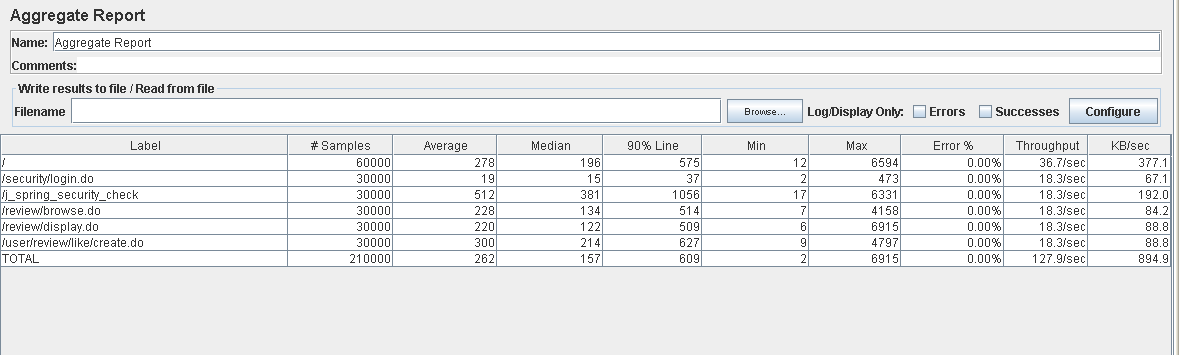 Aggregate Report
Name: Aggregate Report
Comments:
Write results to file / Read from file
Filename Browse... Log/Display Only: Errors Successes Configure
Label # Samples Average Median 90% Line Min Max Error % Throughput KB/sec
/ 60000 278 196 575 12 6594 0.00% 36.7/sec 377.1
/security/login.do 30000 19 15 37 2 473 0.00% 18.3/sec 67.1
/j_spring_security_check 30000 512 381 1056 17 6331 0.00% 18.3/sec 192.0
/review/browse.do 30000 228 134 514 7 4158 0.00% 18.3/sec 84.2
/review/display.do 30000 220 122 509 6 6915 0.00% 18.3/sec 88.8
/user/review/like/create.do 30000 300 214 627 9 4797 0.00% 18.3/sec 88.8
TOTAL 210000 262 157 609 2 6915 0.00% 127.9/sec 894.9